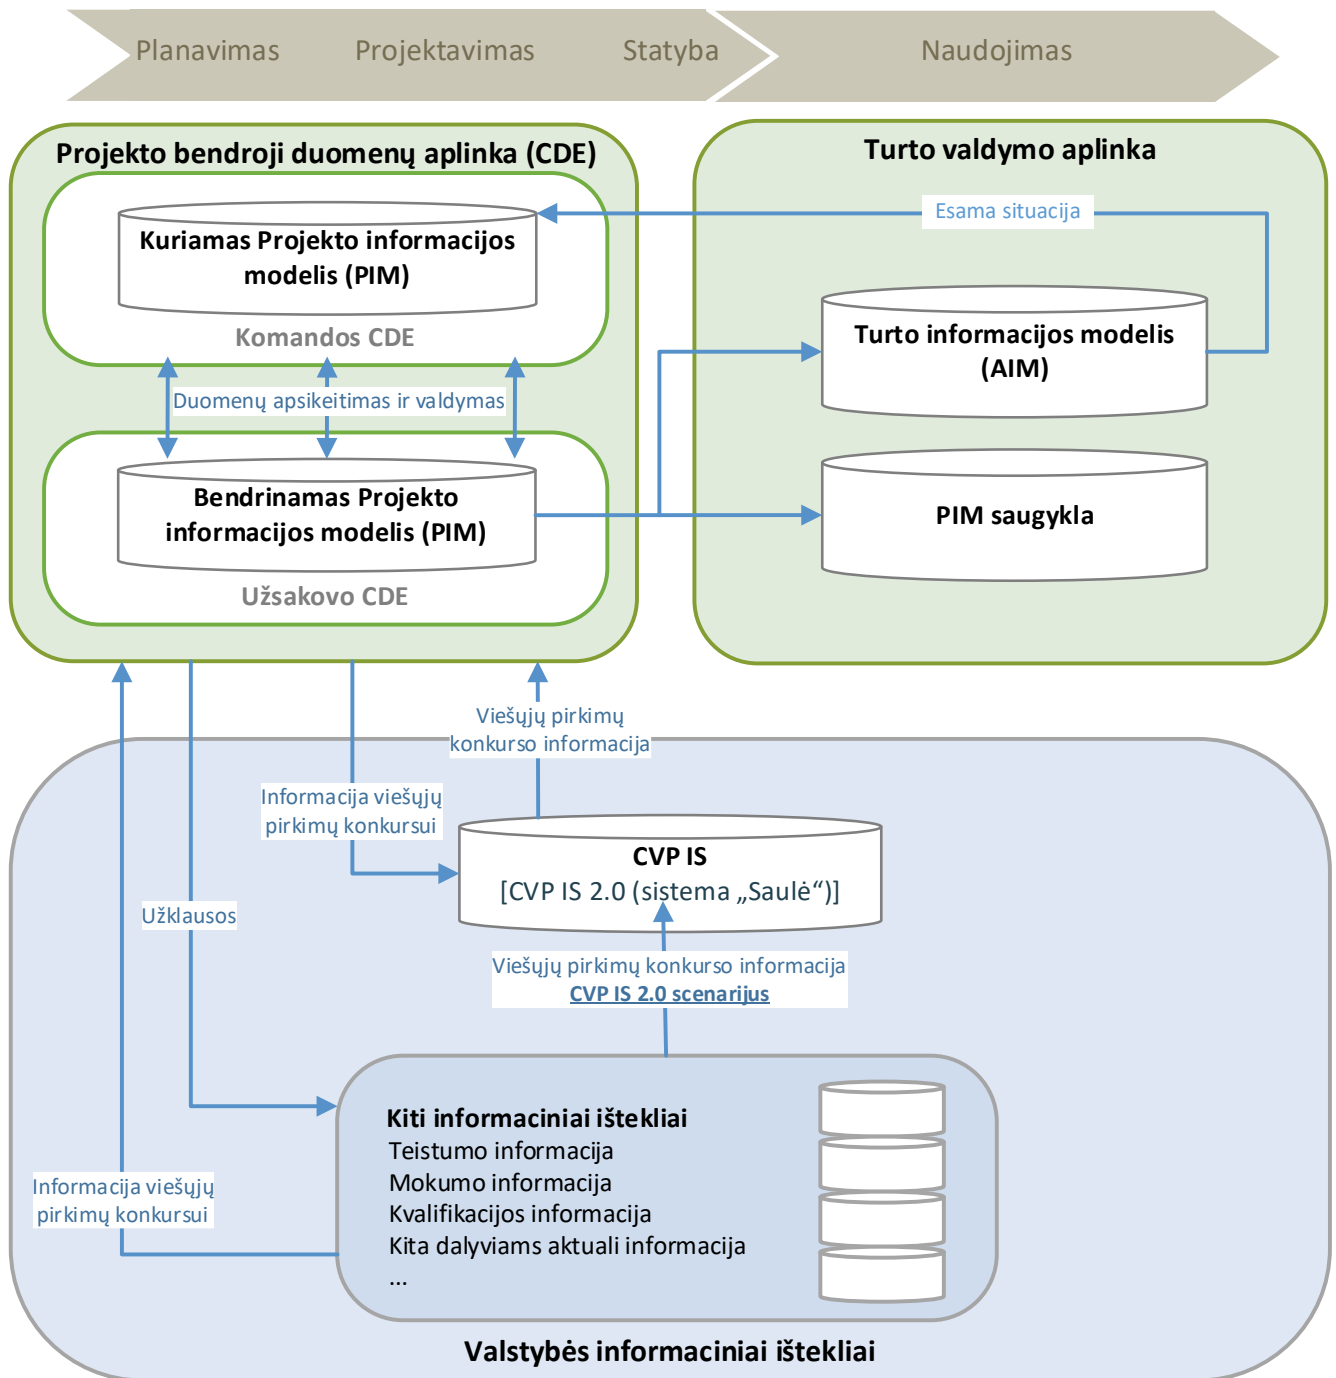 Planavimas
Projektavimas
Statyba
Naudojimas
Projekto bendroji duomenų aplinka (CDE)
Kuriamas Projekto informacijos
modelis (PIM)
Komandos CDE
Duomenų apsikeitimas ir valdymas
Bendrinamas Projekto
informacijos modelis (PIM)
Užsakovo CDE
Turto valdymo aplinka
Esama situacija
Turto informacijos modelis
(AIM)
PIM saugykla
Viešųjų pirkimų
konkurso informacija
Informacija viešųjų
pirkimų konkursui
CVP IS
[CVP IS 2.0 (sistema „Saulė“)]
Užklausos
Viešųjų pirkimų konkurso informacija
CVP IS 2.0 scenarijus
Kiti informaciniai ištekliai
Teistumo informacija
Mokumo informacija
Kvalifikacijos informacija
Kita dalyviams aktuali informacija
...
Informacija viešųjų
pirkimų konkursui
Valstybės informaciniai ištekliai